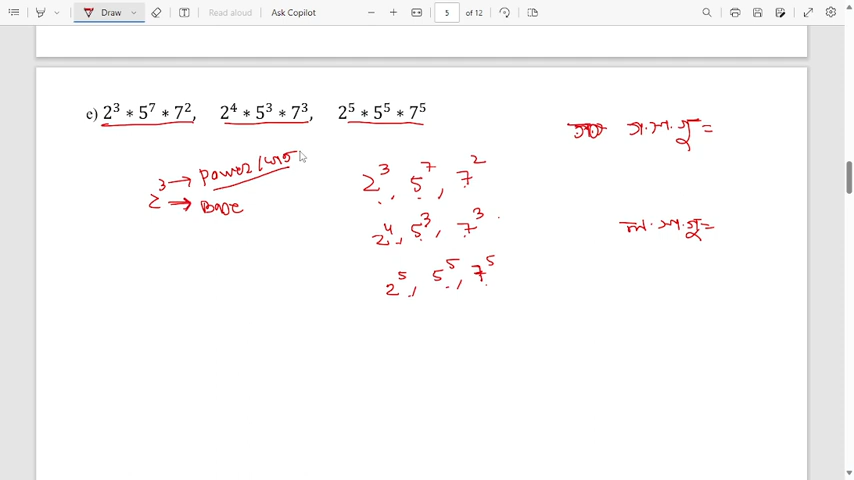 Draw
Read aloud
Ask Copilot
5 of 12
c) 2³ ∗ 5⁷ ∗ 7², 2⁴ ∗ 5³ ∗ 7³, 2⁵ ∗ 5⁵ ∗ 7⁵
গ.সা.গু=
2³ → Power/
2 → Base
2³, 5⁷, 7²
2⁴, 5³, 7³
ল.সা.গু=
2⁵, 5⁵, 7⁵